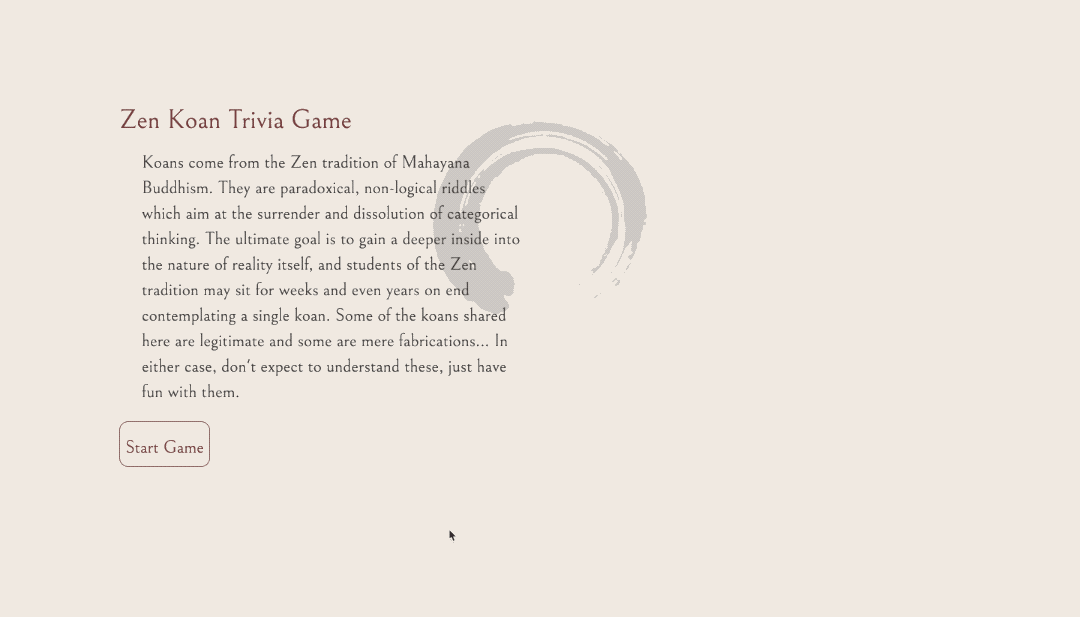 Zen Koan Trivia Game
Koans come from the Zen tradition of Mahayana
Buddhism. They are paradoxical, non-logical riddles
which aim at the surrender and dissolution of categorical
thinking. The ultimate goal is to gain a deeper inside into
the nature of reality itself, and students of the Zen
tradition may sit for weeks and even years on end
contemplating a single koan. Some of the koans shared
here are legitimate and some are mere fabrications... In
either case, don't expect to understand these, just have
fun with them.
Start Game